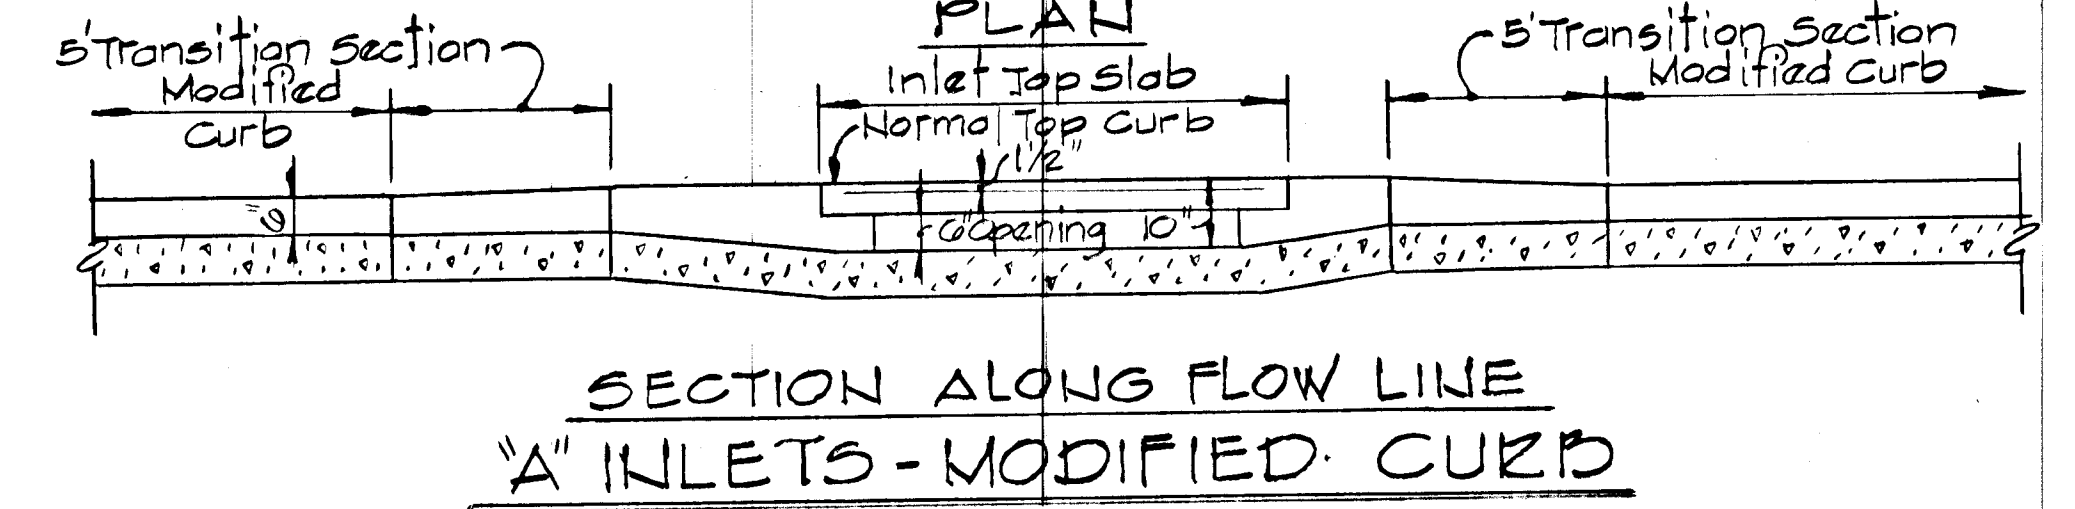 PLAN
5' Transition Section
Modified
Curb
Inlet Top Slab
Normal Top Curb
1 1/2"
5' Transition Section
Modified Curb
6"
6" Opening 10"
SECTION ALONG FLOW LINE
"A" INLETS - MODIFIED CURB